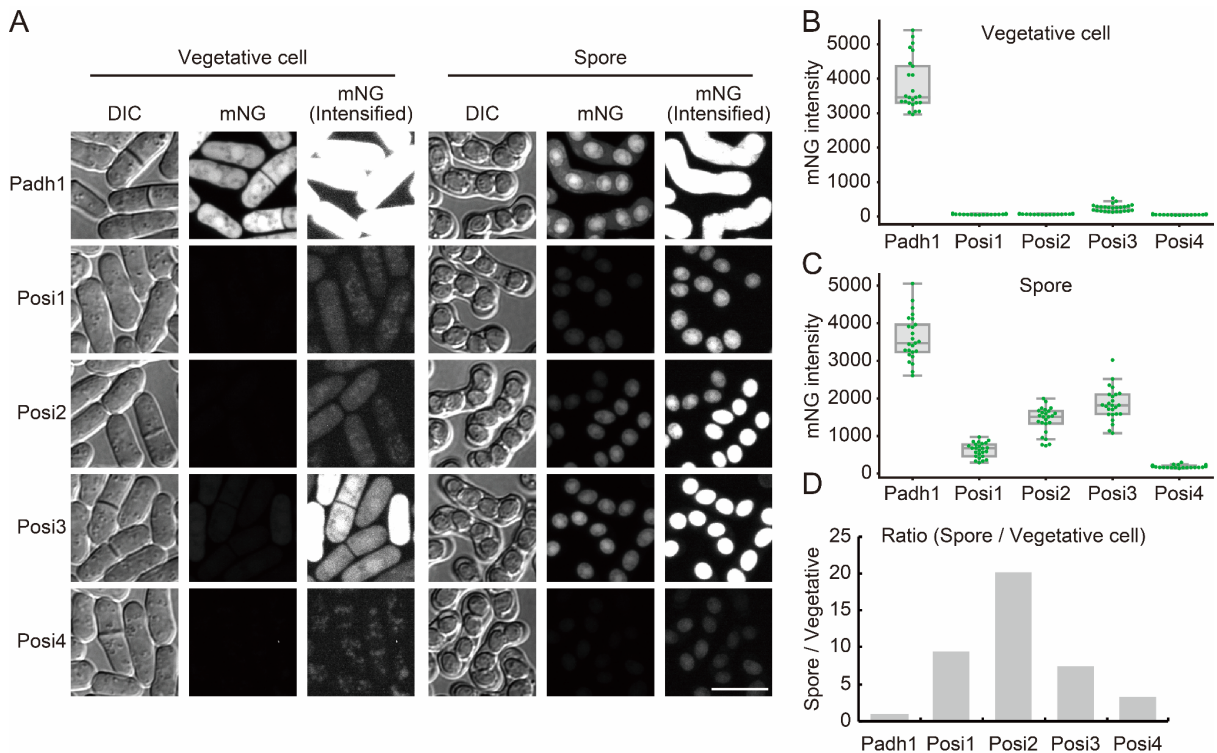 A
Vegetative cell
Spore
DIC
mNG
mNG
(Intensified)
DIC
mNG
mNG
(Intensified)
Padh1
Posi1
Posi2
Posi3
Posi4
B
Vegetative cell
mNG intensity
5000
4000
3000
2000
1000
0
Padh1 Posi1 Posi2 Posi3 Posi4
C
Spore
mNG intensity
5000
4000
3000
2000
1000
0
Padh1 Posi1 Posi2 Posi3 Posi4
D
Ratio (Spore / Vegetative cell)
Spore / Vegetative
25
20
15
10
5
0
Padh1 Posi1 Posi2 Posi3 Posi4